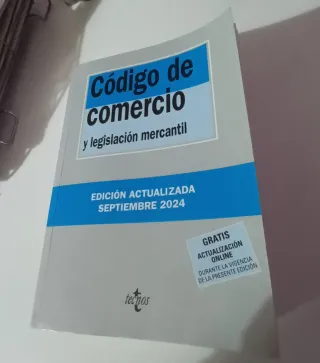 Código de
comercio
y legislación mercantil
EDICIÓN ACTUALIZADA
SEPTIEMBRE 2024
GRATIS
ACTUALIZACIÓN
ONLINE
DURANTE LA VIGENCIA
DE LA PRESENTE EDICIÓN
tecnos